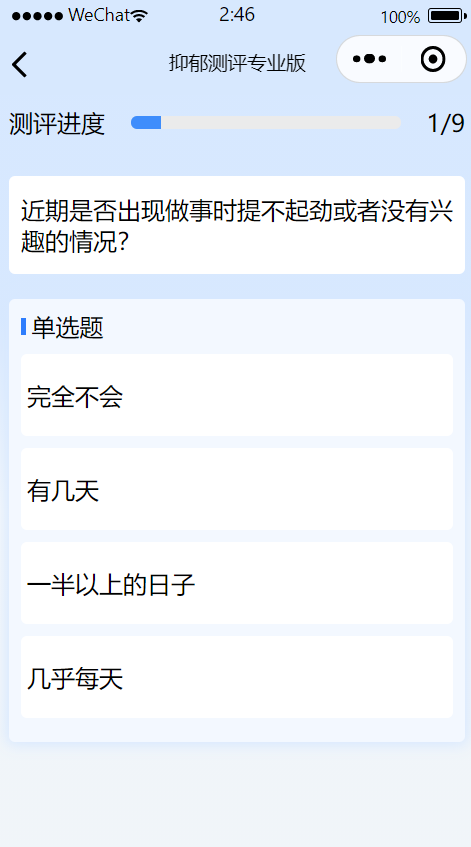 WeChat 2:46 100%
抑郁测评专业版
测评进度 1/9
近期是否出现做事时提不起劲或者没有兴
趣的情况?
单选题
完全不会
有几天
一半以上的日子
几乎每天